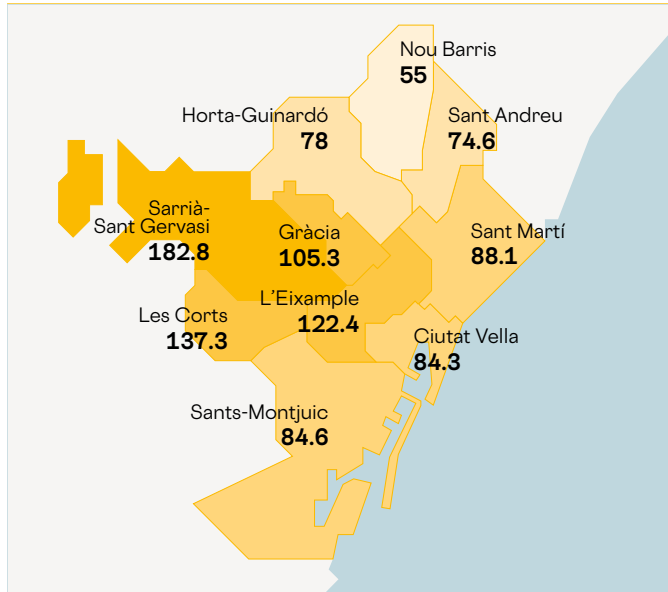 Nou Barris
55
Horta-Guinardó
78
Sant Andreu
74.6
Sarrià-
Sant Gervasi
182.8
Gràcia
105.3
Sant Martí
88.1
L'Eixample
122.4
Les Corts
137.3
Ciutat Vella
84.3
Sants-Montjuic
84.6